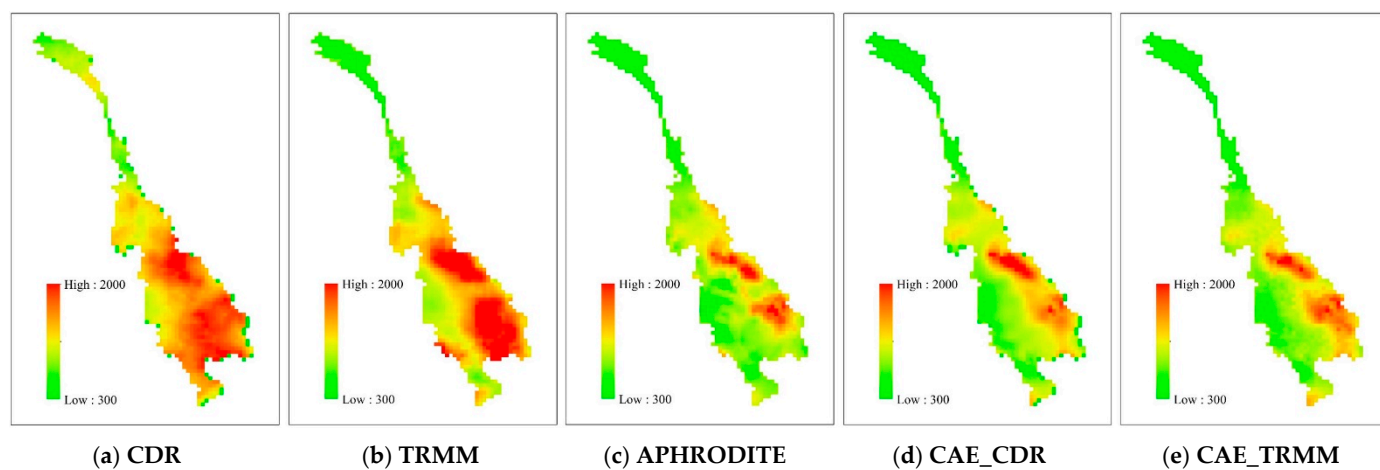 High : 2000
Low : 300
High : 2000
Low : 300
High : 2000
Low : 300
High : 2000
Low : 300
High : 2000
Low : 300
(a) CDR
(b) TRMM
(c) APHRODITE
(d) CAE_CDR
(e) CAE_TRMM